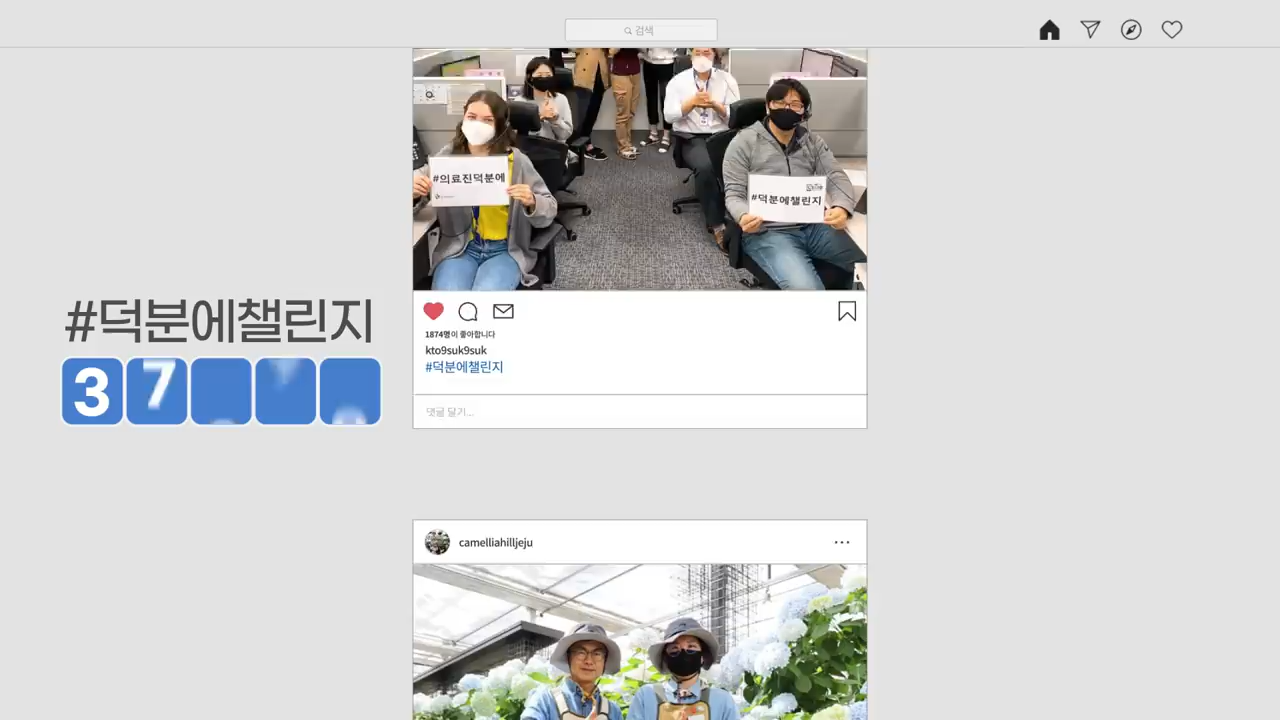 검색
#의료진덕분에
#덕분에챌린지
#덕분에챌린지
3 7
1874명이 좋아합니다
kto9suk9suk
#덕분에챌린지
댓글 달기...
camelliahilljeju